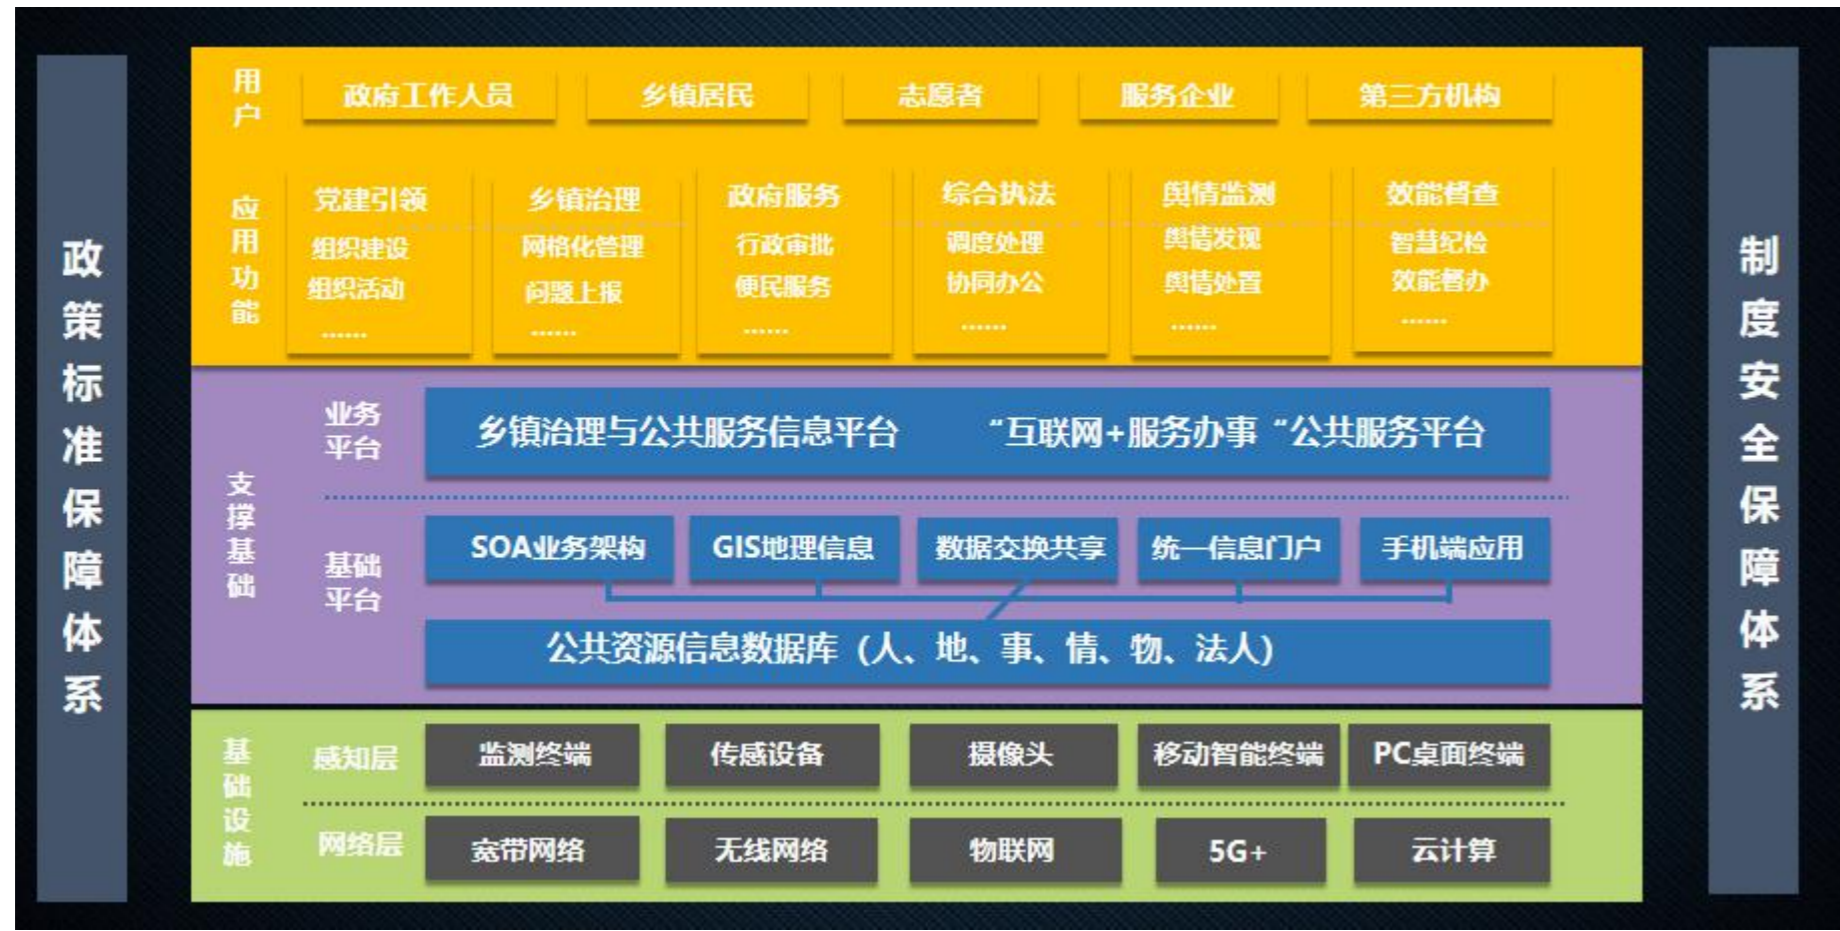 政策标准保障体系
用户
政府工作人员
乡镇居民
志愿者
服务企业
第三方机构
应用功能
党建引领
组织建设
组织活动
……
乡镇治理
网格化管理
问题上报
……
政府服务
行政审批
便民服务
……
综合执法
调度处理
协同办公
……
舆情监测
舆情发现
舆情处置
……
效能督查
智慧纪检
效能督办
……
支撑基础
业务
平台
乡镇治理与公共服务信息平台
“互联网+服务办事“公共服务平台
基础
平台
SOA业务架构
GIS地理信息
数据交换共享
统一信息门户
手机端应用
公共资源信息数据库（人、地、事、情、物、法人）
基础设施
感知层
监测终端
传感设备
摄像头
移动智能终端
PC桌面终端
网络层
宽带网络
无线网络
物联网
5G+
云计算
制度安全保障体系